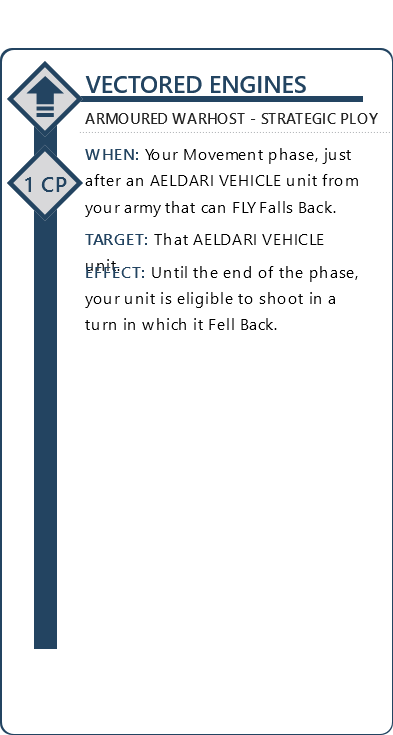 VECTORED ENGINES
ARMOURED WARHOST - STRATEGIC PLOY
1 CP
WHEN: Your Movement phase, just
after an AELDARI VEHICLE unit from
your army that can FLY Falls Back.
TARGET: That AELDARI VEHICLE
unit.
EFFECT: Until the end of the phase,
your unit is eligible to shoot in a
turn in which it Fell Back.